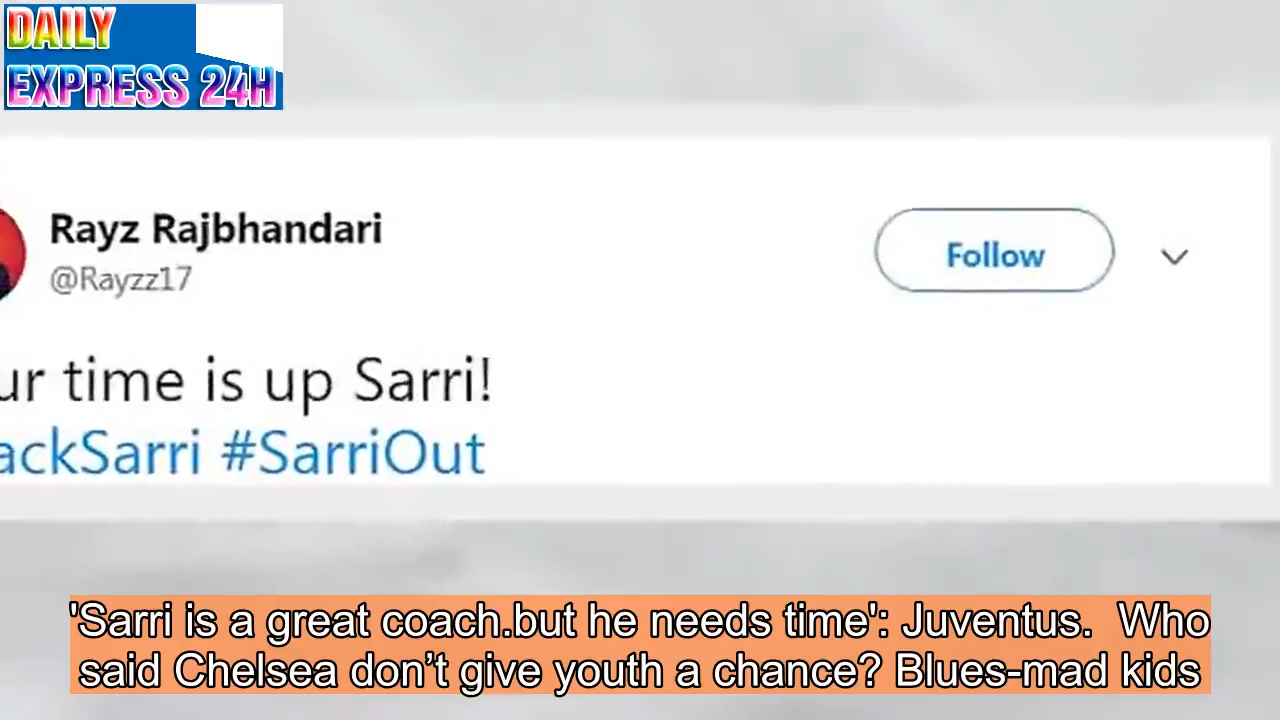 DAILY
EXPRESS 24H
Rayz Rajbhandari
@Rayzz17
Follow
ur time is up Sarri!
ackSarri #SarriOut
'Sarri is a great coach.but he needs time': Juventus.  Who
said Chelsea don’t give youth a chance? Blues-mad kids